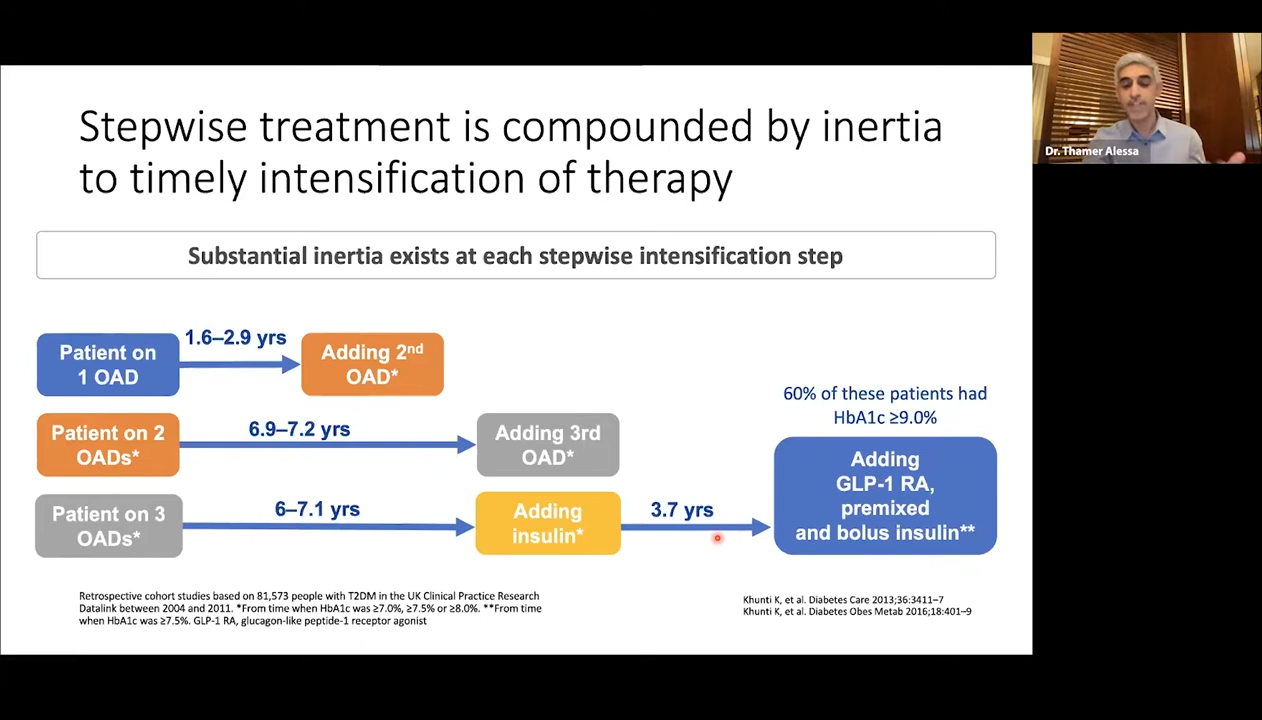 Stepwise treatment is compounded by inertia
to timely intensification of therapy
Substantial inertia exists at each stepwise intensification step
Patient on
1 OAD
1.6–2.9 yrs
Adding 2nd
OAD*
Patient on 2
OADs*
6.9–7.2 yrs
Adding 3rd
OAD*
Patient on 3
OADs*
6–7.1 yrs
Adding
insulin*
3.7 yrs
60% of these patients had
HbA1c ≥9.0%
Adding
GLP-1 RA,
premixed
and bolus insulin**
Retrospective cohort studies based on 81,573 people with T2DM in the UK Clinical Practice Research
Datalink between 2004 and 2011. *From time when HbA1c was ≥7.0%, ≥7.5% or ≥8.0%. **From time
when HbA1c was ≥7.5%. GLP-1 RA, glucagon-like peptide-1 receptor agonist
Khunti K, et al. Diabetes Care 2013;36:3411–7
Khunti K, et al. Diabetes Obes Metab 2016;18:401–9
Dr. Thamer Alessa